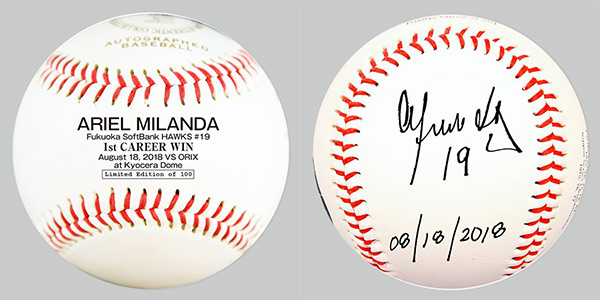 AUTOGRAPHED
BASEBALL
ARIEL MILANDA
Fukuoka SoftBank HAWKS #19
1st CAREER WIN
August 18, 2018 VS ORIX
at Kyocera Dome
Limited Edition of 100
19
08/18/2018